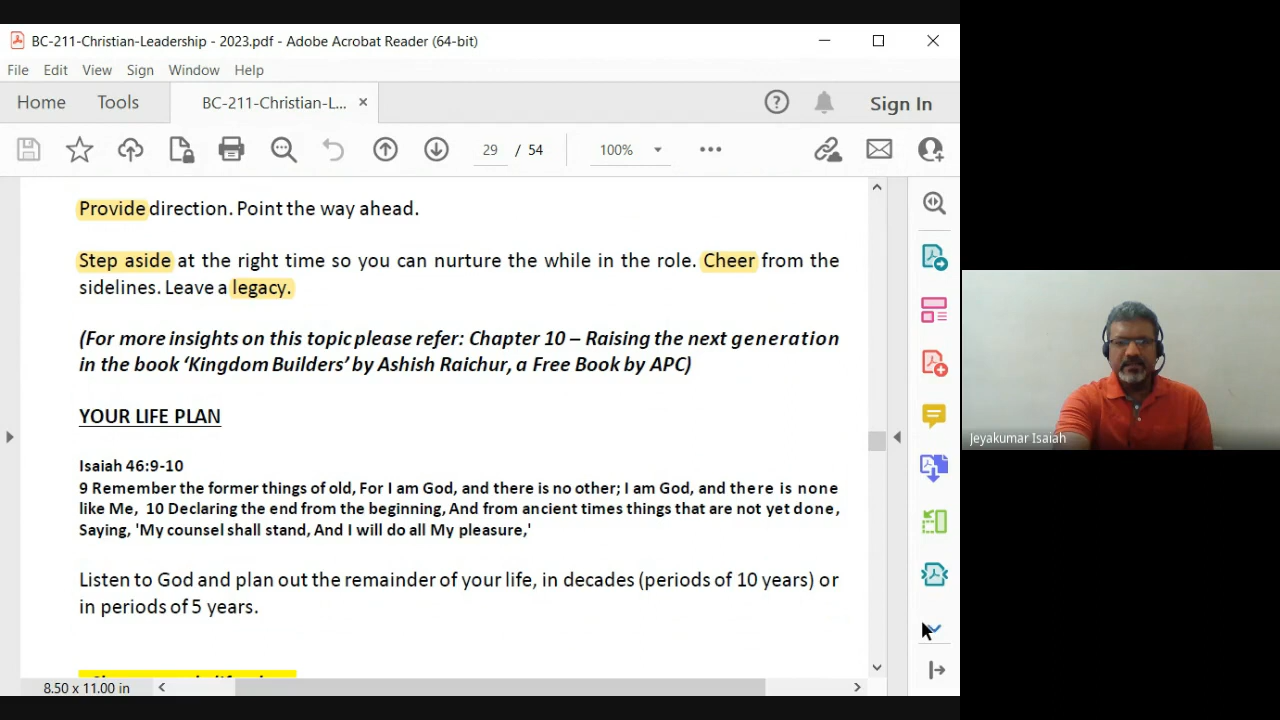 BC-211-Christian-Leadership - 2023.pdf - Adobe Acrobat Reader (64-bit)
File Edit View Sign Window Help
Home Tools BC-211-Christian-L... × Sign In
29 / 54 100%
Provide direction. Point the way ahead.
Step aside at the right time so you can nurture the while in the role. Cheer from the
sidelines. Leave a legacy.
(For more insights on this topic please refer: Chapter 10 – Raising the next generation
in the book ‘Kingdom Builders’ by Ashish Raichur, a Free Book by APC)
YOUR LIFE PLAN
Isaiah 46:9-10
9 Remember the former things of old, For I am God, and there is no other; I am God, and there is none
like Me, 10 Declaring the end from the beginning, And from ancient times things that are not yet done,
Saying, 'My counsel shall stand, And I will do all My pleasure,'
Listen to God and plan out the remainder of your life, in decades (periods of 10 years) or
in periods of 5 years.
8.50 x 11.00 in
Jeyakumar Isaiah